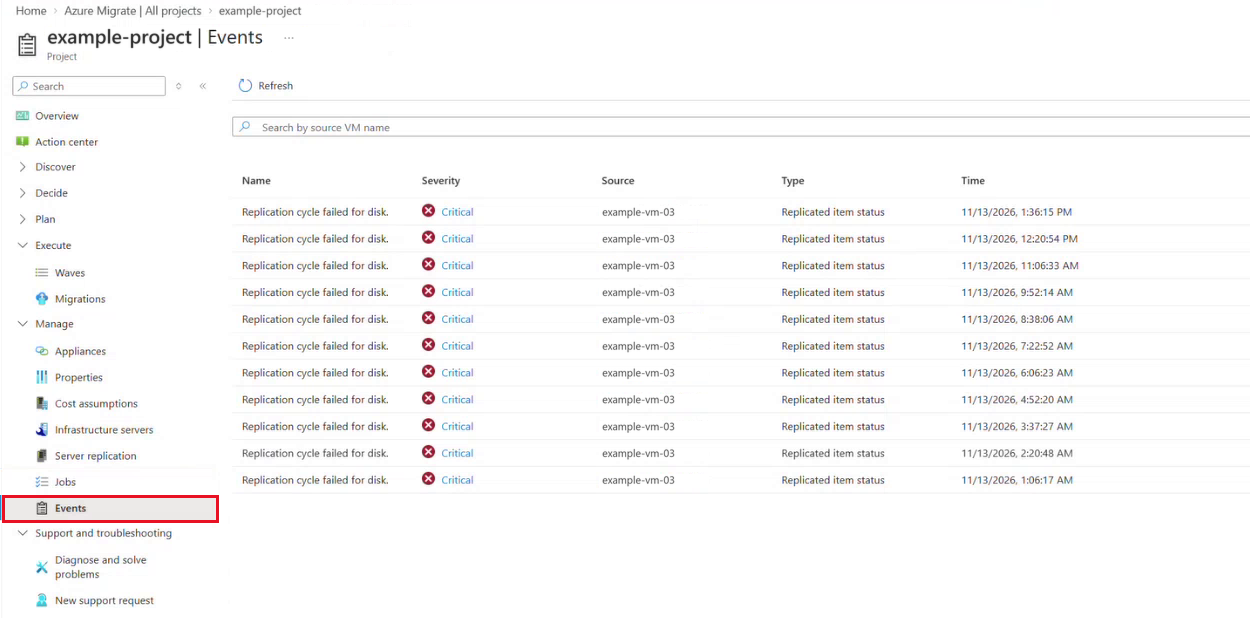 Home > Azure Migrate | All projects > example-project
example-project | Events ...
Project
Search
Refresh
Overview
Action center
Discover
Decide
Plan
Execute
Waves
Migrations
Manage
Appliances
Properties
Cost assumptions
Infrastructure servers
Server replication
Jobs
Events
Support and troubleshooting
Diagnose and solve
problems
New support request
Search by source VM name
Name Severity Source Type Time
Replication cycle failed for disk. Critical example-vm-03 Replicated item status 11/13/2026, 1:36:15 PM
Replication cycle failed for disk. Critical example-vm-03 Replicated item status 11/13/2026, 12:20:54 PM
Replication cycle failed for disk. Critical example-vm-03 Replicated item status 11/13/2026, 11:06:33 AM
Replication cycle failed for disk. Critical example-vm-03 Replicated item status 11/13/2026, 9:52:14 AM
Replication cycle failed for disk. Critical example-vm-03 Replicated item status 11/13/2026, 8:38:06 AM
Replication cycle failed for disk. Critical example-vm-03 Replicated item status 11/13/2026, 7:22:52 AM
Replication cycle failed for disk. Critical example-vm-03 Replicated item status 11/13/2026, 6:06:23 AM
Replication cycle failed for disk. Critical example-vm-03 Replicated item status 11/13/2026, 4:52:20 AM
Replication cycle failed for disk. Critical example-vm-03 Replicated item status 11/13/2026, 3:37:27 AM
Replication cycle failed for disk. Critical example-vm-03 Replicated item status 11/13/2026, 2:20:48 AM
Replication cycle failed for disk. Critical example-vm-03 Replicated item status 11/13/2026, 1:06:17 AM